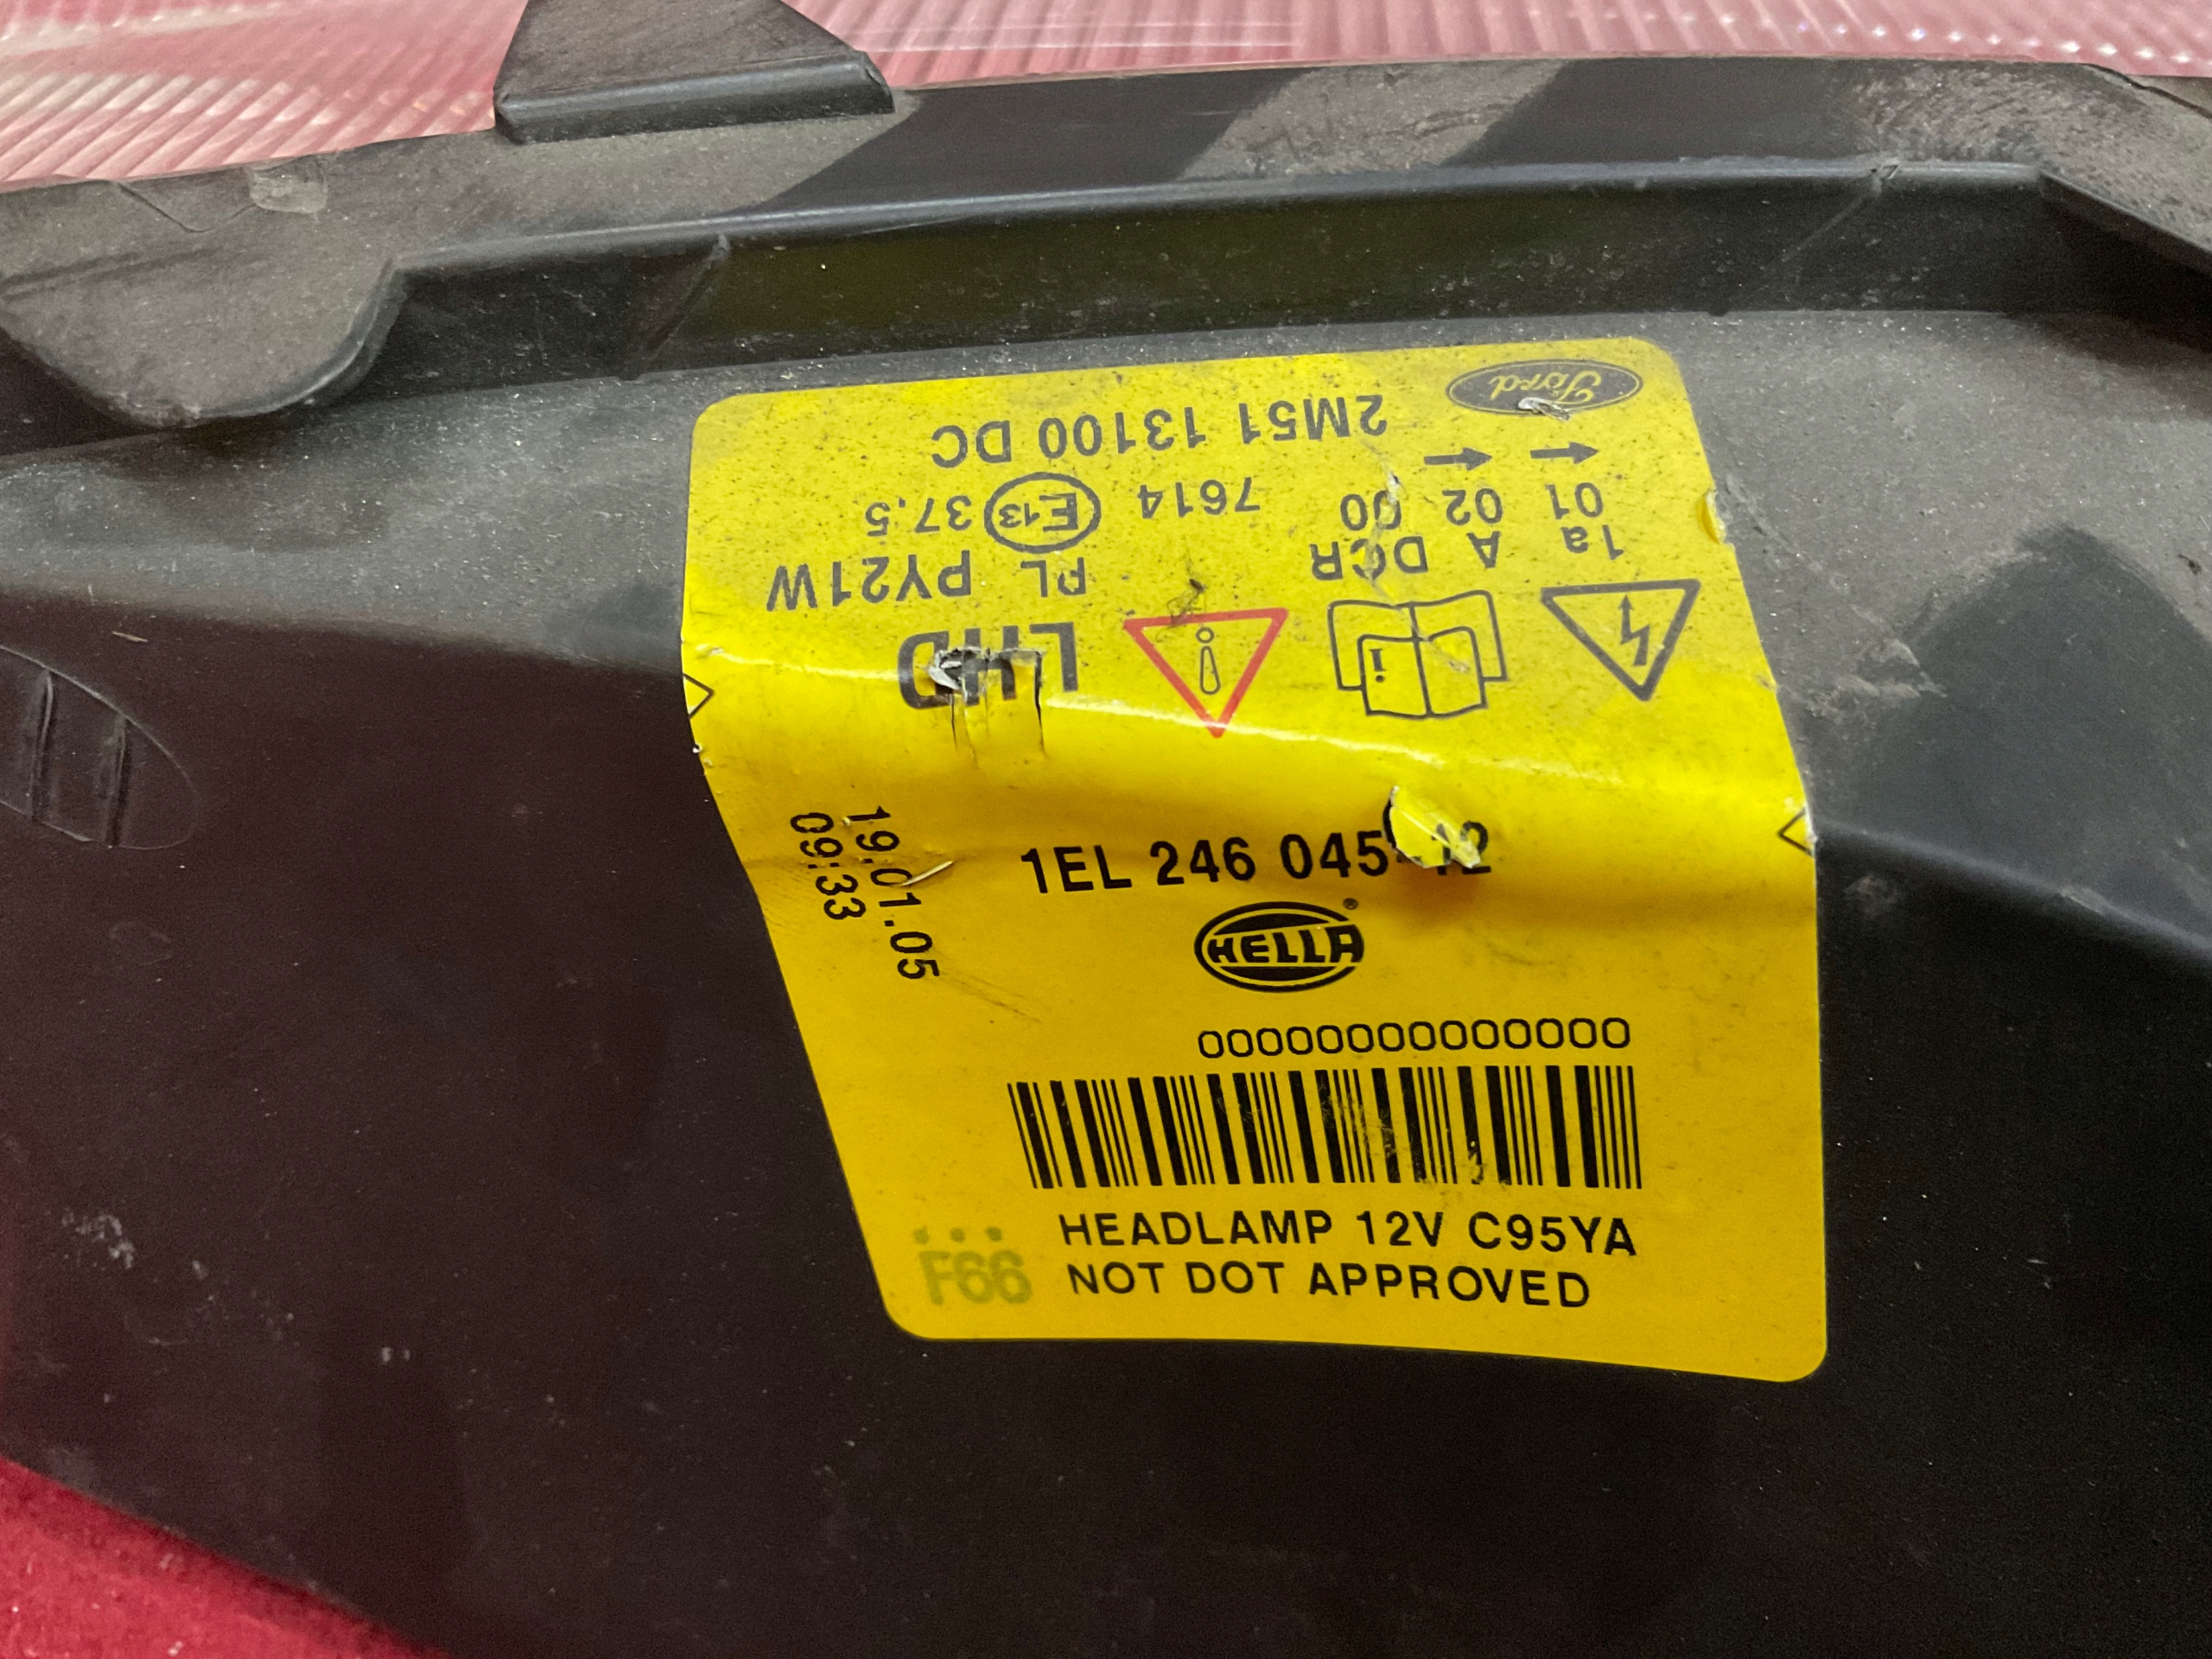 Ford
2M51 13100 DC
1a A DCR 7614 E13 37.5
01 02 00
PL PY21W
LHD
19.01.05
09:33
1EL 246 045
HELLA
000000000000000
HEADLAMP 12V C95YA
F66 NOT DOT APPROVED